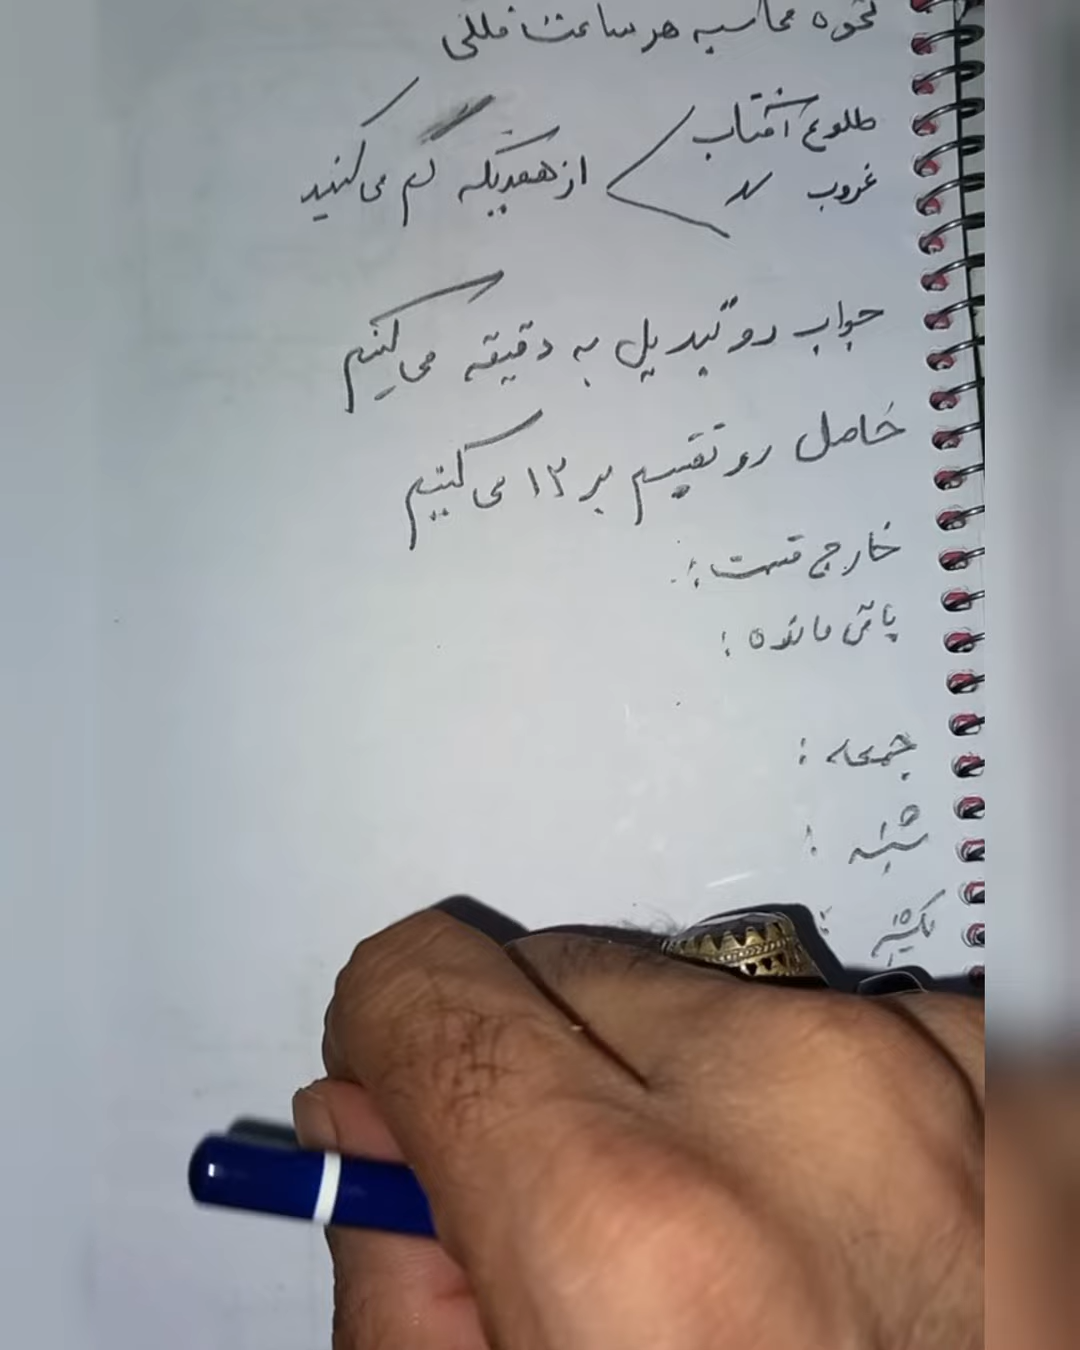 نحوه محاسبه هر ساعت فلکی
طلوع آفتاب
غروب 〃
از همدیگه کم می‌کنید
جواب رو تبدیل به دقیقه می‌کنیم
حاصل رو تقسیم بر ۱۲ می‌کنیم
خارج قسمت :
باقی مانده :
جمعه :
شنبه :
یکشنبه :